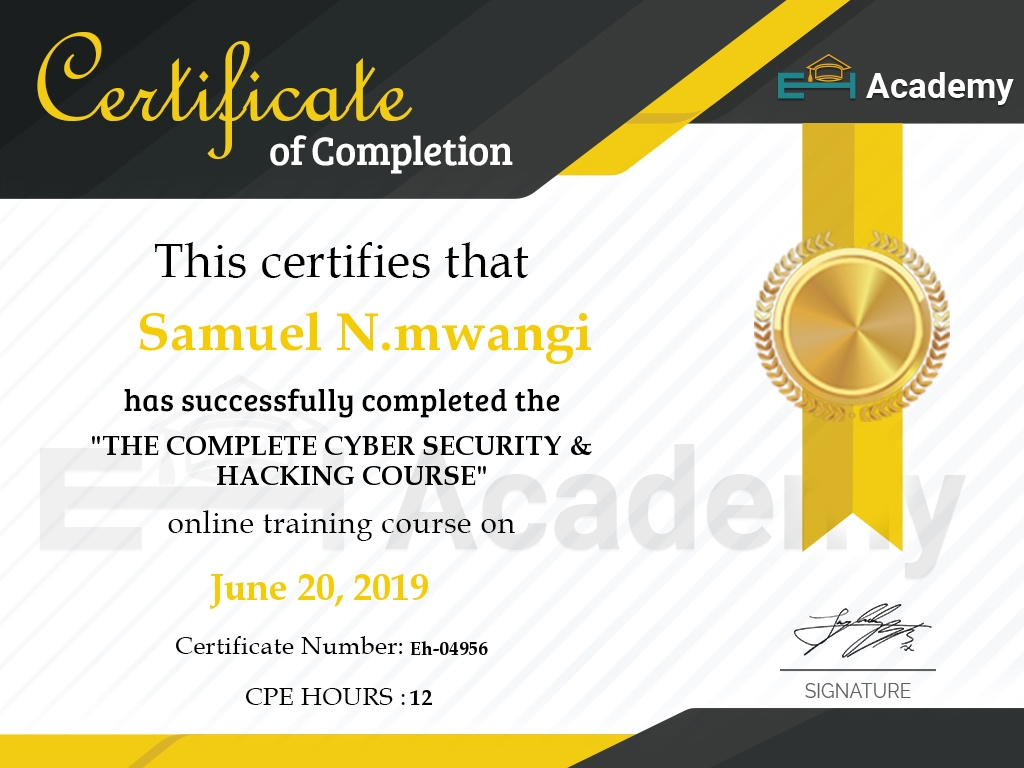 Certificate
of Completion
EH Academy
This certifies that
Samuel N.mwangi
has successfully completed the
"THE COMPLETE CYBER SECURITY &
HACKING COURSE"
EH Academy
online training course on
June 20, 2019
Certificate Number: Eh-04956
CPE HOURS : 12
SIGNATURE